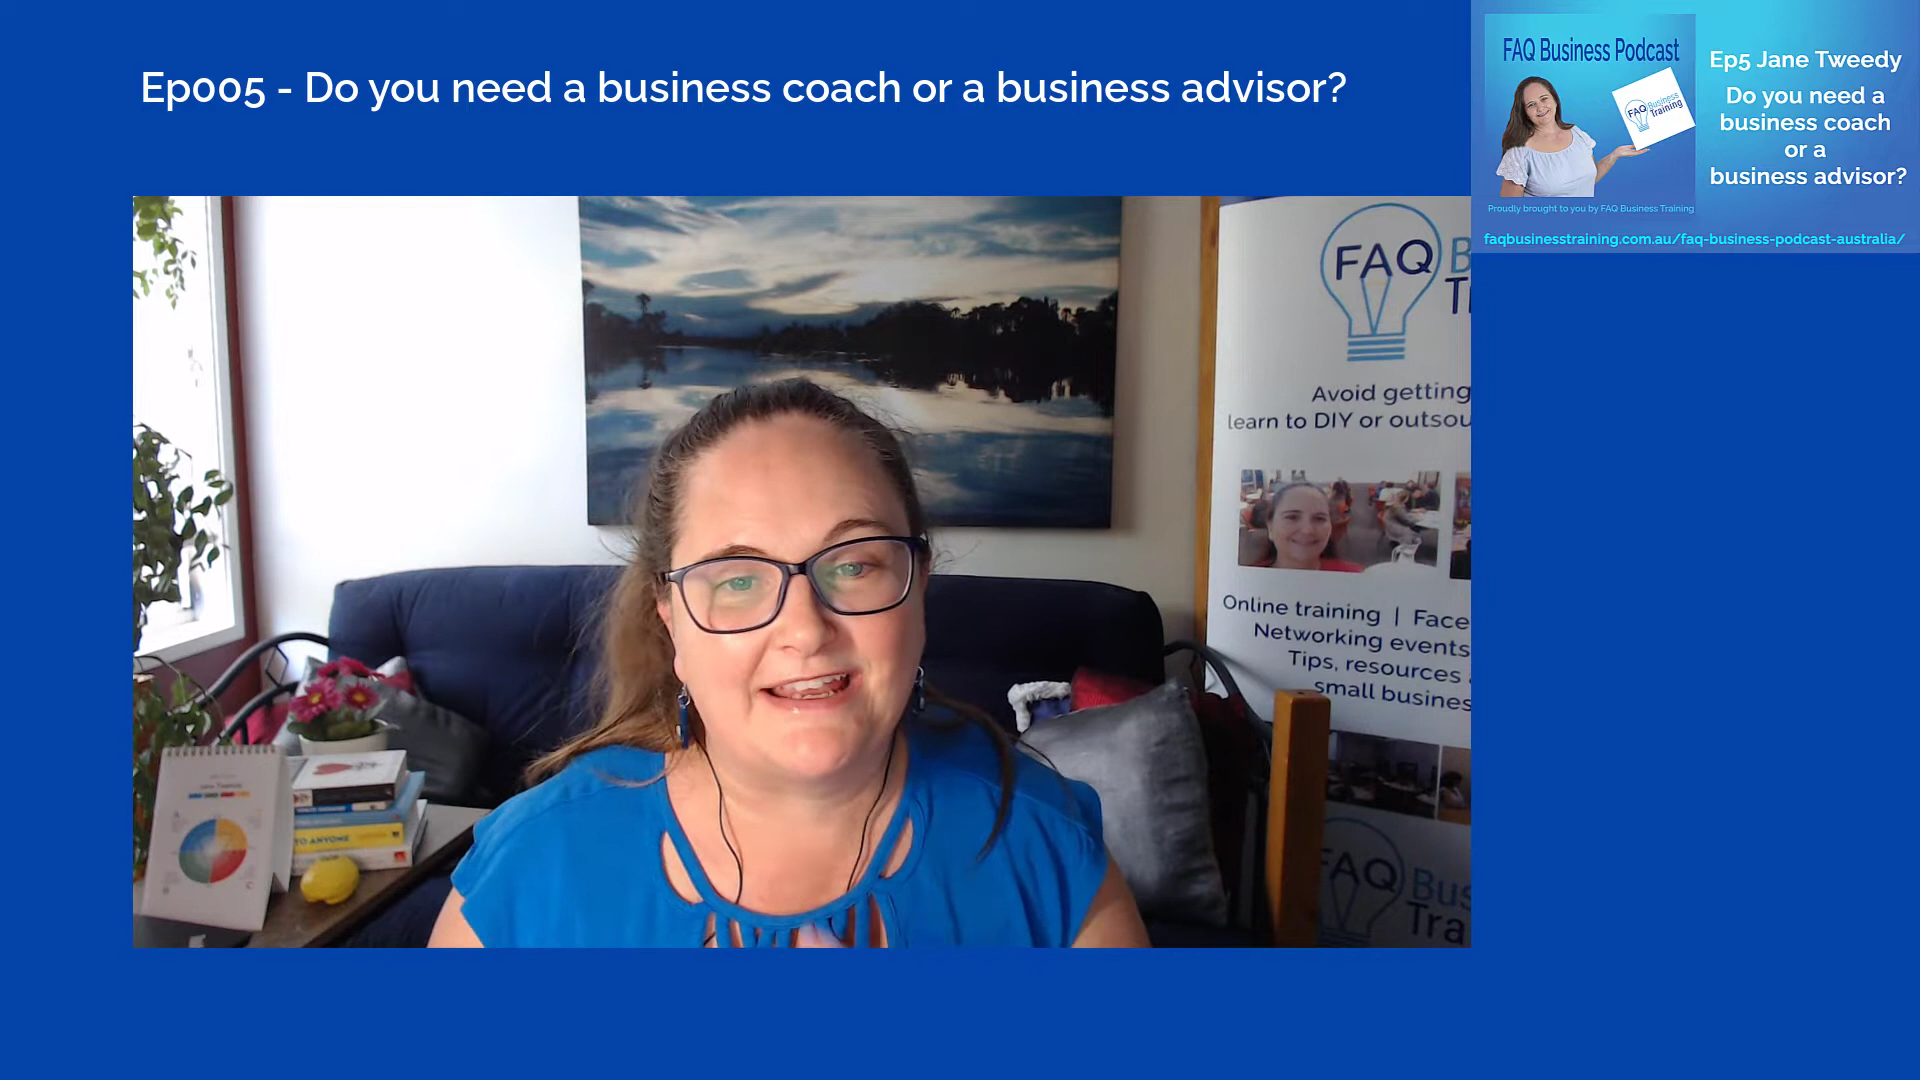 Ep005 - Do you need a business coach or a business advisor?
FAQ Business Podcast
Business
FAQ Training
Proudly brought to you by FAQ Business Training
Ep5 Jane Tweedy
Do you need a
business coach
or a
business advisor?
faqbusinesstraining.com.au/faq-business-podcast-australia/
FAQ B
T
Avoid getting
learn to DIY or outsou
Online training | Face
Networking events
Tips, resources
small busines
TO ANYONE
FAQ Bus
Tra